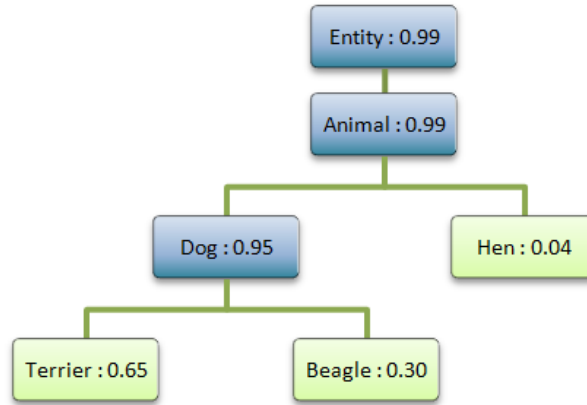 Entity : 0.99
Animal : 0.99
Dog : 0.95
Hen : 0.04
Terrier : 0.65
Beagle : 0.30